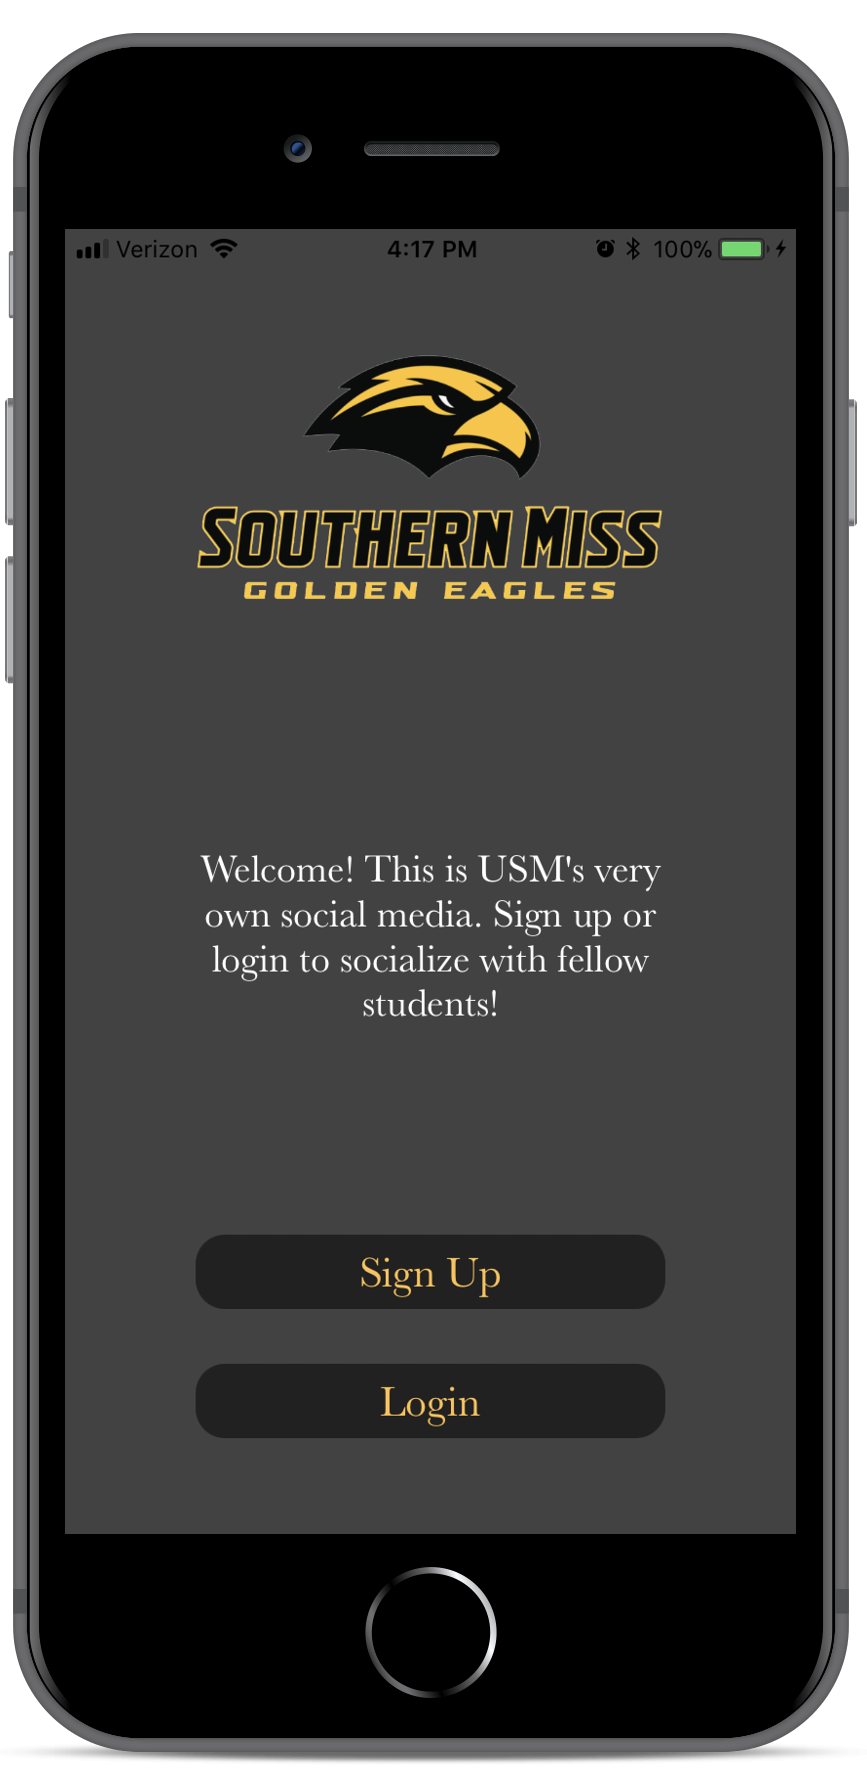 Verizon 4:17 PM 100%
SOUTHERN MISS
GOLDEN EAGLES
Welcome! This is USM's very
own social media. Sign up or
login to socialize with fellow
students!
Sign Up
Login